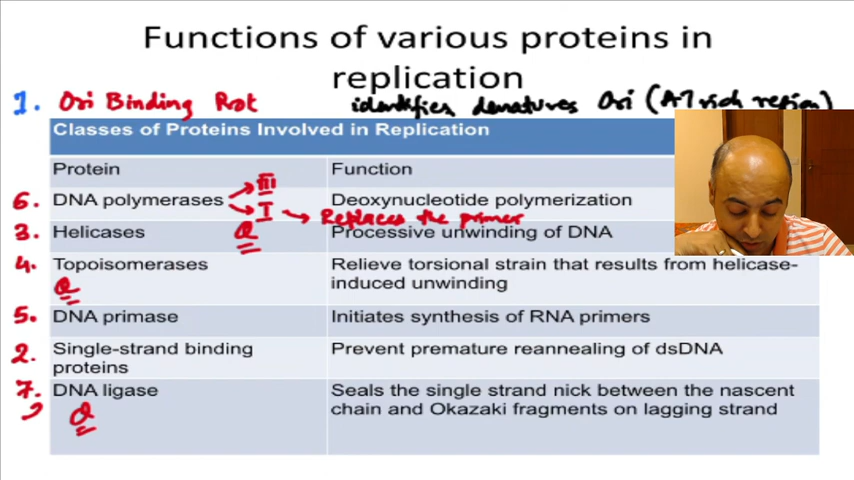 Functions of various proteins in
replication
1. Ori Binding Prot identifies denatures Ori (AT rich region)
Classes of Proteins Involved in Replication
Protein Function
III
6. DNA polymerases Deoxynucleotide polymerization
I → Replaces the primer
3. Helicases Q Processive unwinding of DNA
4. Topoisomerases Relieve torsional strain that results from helicase-
Q induced unwinding
5. DNA primase Initiates synthesis of RNA primers
2. Single-strand binding Prevent premature reannealing of dsDNA
proteins
7. DNA ligase Seals the single strand nick between the nascent
Q chain and Okazaki fragments on lagging strand